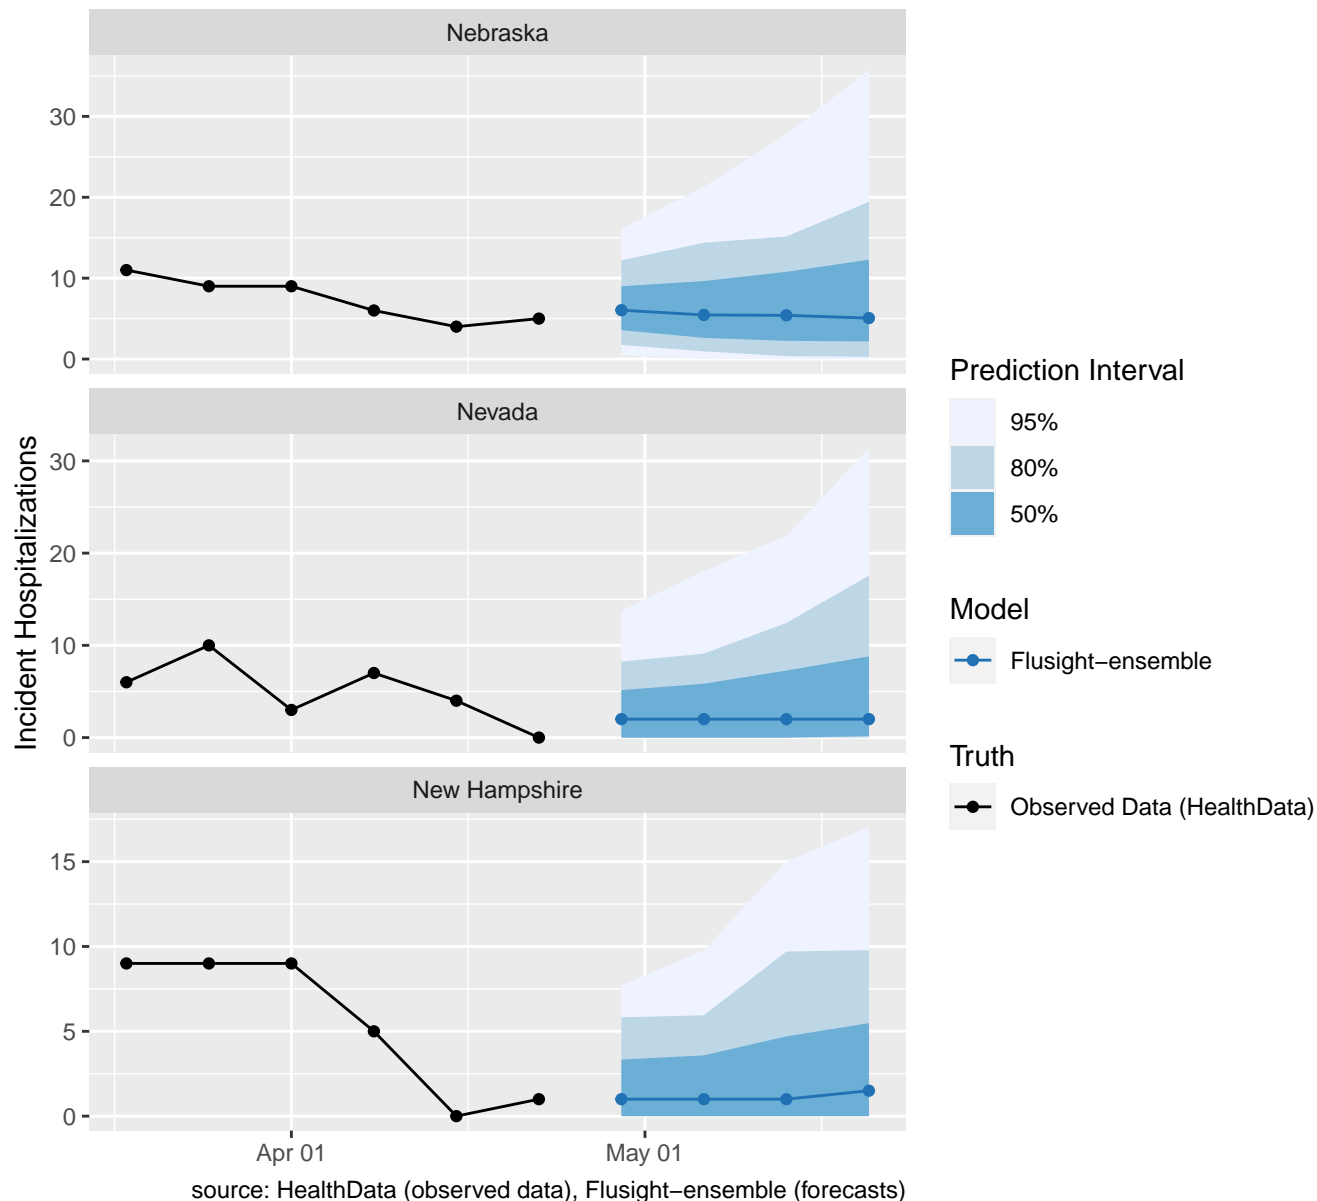 Nebraska
30
20
10
0
Nevada
30
20
10
0
New Hampshire
15
10
5
0
Apr 01
May 01
Incident Hospitalizations
source: HealthData (observed data), Flusight−ensemble (forecasts)
Prediction Interval
95%
80%
50%
Model
Flusight−ensemble
Truth
Observed Data (HealthData)